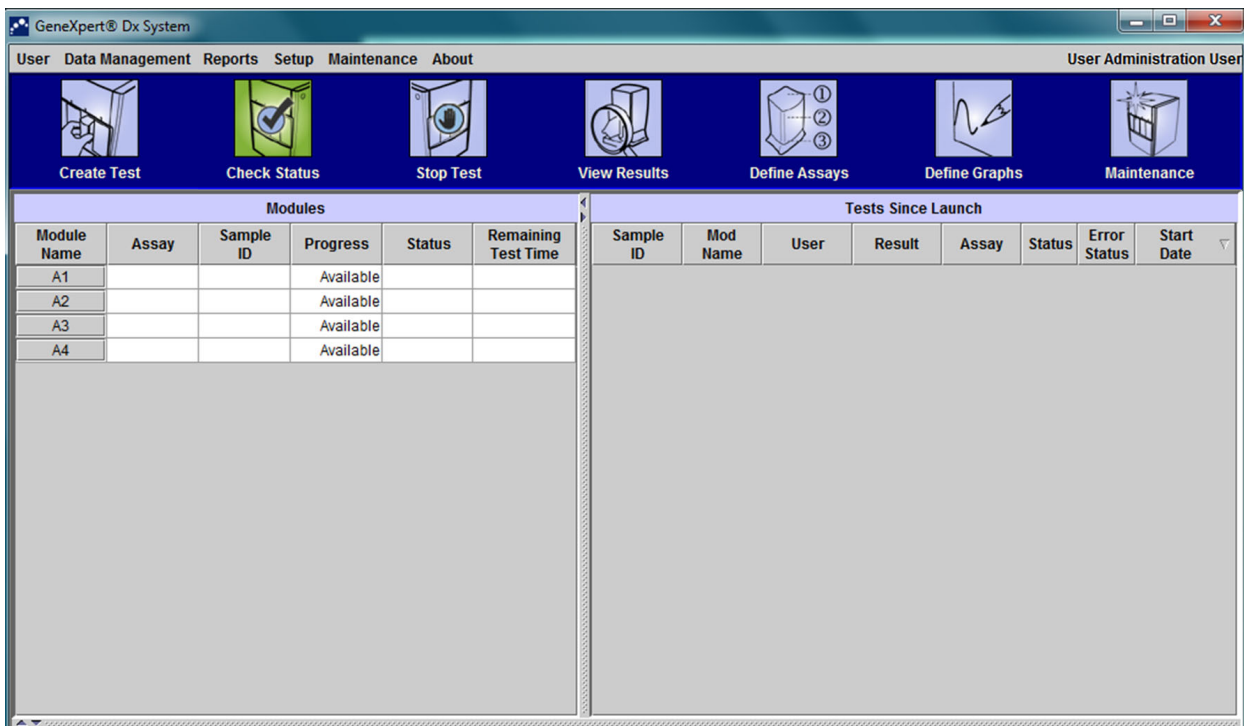 GeneXpert® Dx System
User Data Management Reports Setup Maintenance About User Administration User
①
②
③
Create Test Check Status Stop Test View Results Define Assays Define Graphs Maintenance
Modules Tests Since Launch
Module Name Assay Sample ID Progress Status Remaining Test Time Sample ID Mod Name User Result Assay Status Error Status Start Date
A1 Available
A2 Available
A3 Available
A4 Available